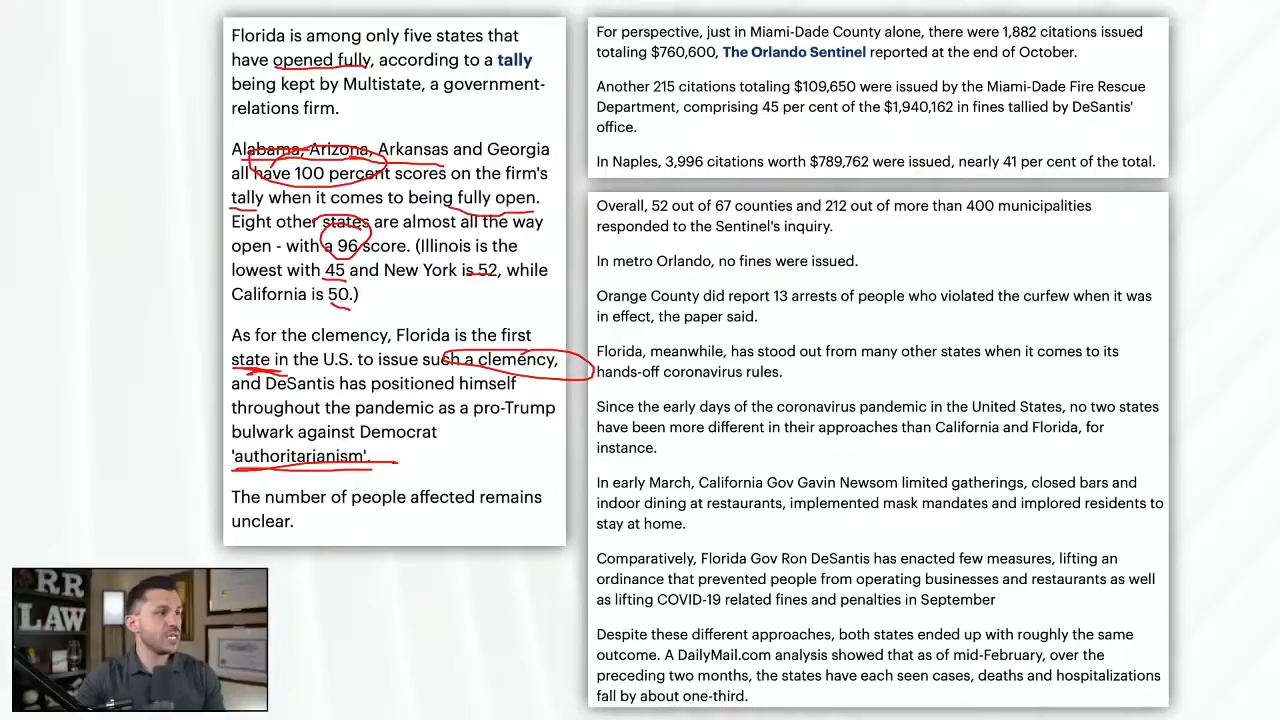 Florida is among only five states that
have opened fully, according to a tally
being kept by Multistate, a government-
relations firm.
Alabama, Arizona, Arkansas and Georgia
all have 100 percent scores on the firm's
tally when it comes to being fully open.
Eight other states are almost all the way
open - with a 96 score. (Illinois is the
lowest with 45 and New York is 52, while
California is 50.)
As for the clemency, Florida is the first
state in the U.S. to issue such a clemency,
and DeSantis has positioned himself
throughout the pandemic as a pro-Trump
bulwark against Democrat
'authoritarianism'.
The number of people affected remains
unclear.
For perspective, just in Miami-Dade County alone, there were 1,882 citations issued
totaling $760,600, The Orlando Sentinel reported at the end of October.
Another 215 citations totaling $109,650 were issued by the Miami-Dade Fire Rescue
Department, comprising 45 per cent of the $1,940,162 in fines tallied by DeSantis'
office.
In Naples, 3,996 citations worth $789,762 were issued, nearly 41 per cent of the total.
Overall, 52 out of 67 counties and 212 out of more than 400 municipalities
responded to the Sentinel's inquiry.
In metro Orlando, no fines were issued.
Orange County did report 13 arrests of people who violated the curfew when it was
in effect, the paper said.
Florida, meanwhile, has stood out from many other states when it comes to its
hands-off coronavirus rules.
Since the early days of the coronavirus pandemic in the United States, no two states
have been more different in their approaches than California and Florida, for
instance.
In early March, California Gov Gavin Newsom limited gatherings, closed bars and
indoor dining at restaurants, implemented mask mandates and implored residents to
stay at home.
Comparatively, Florida Gov Ron DeSantis has enacted few measures, lifting an
ordinance that prevented people from operating businesses and restaurants as well
as lifting COVID-19 related fines and penalties in September
Despite these different approaches, both states ended up with roughly the same
outcome. A DailyMail.com analysis showed that as of mid-February, over the
preceding two months, the states have each seen cases, deaths and hospitalizations
fall by about one-third.
RR
LAW